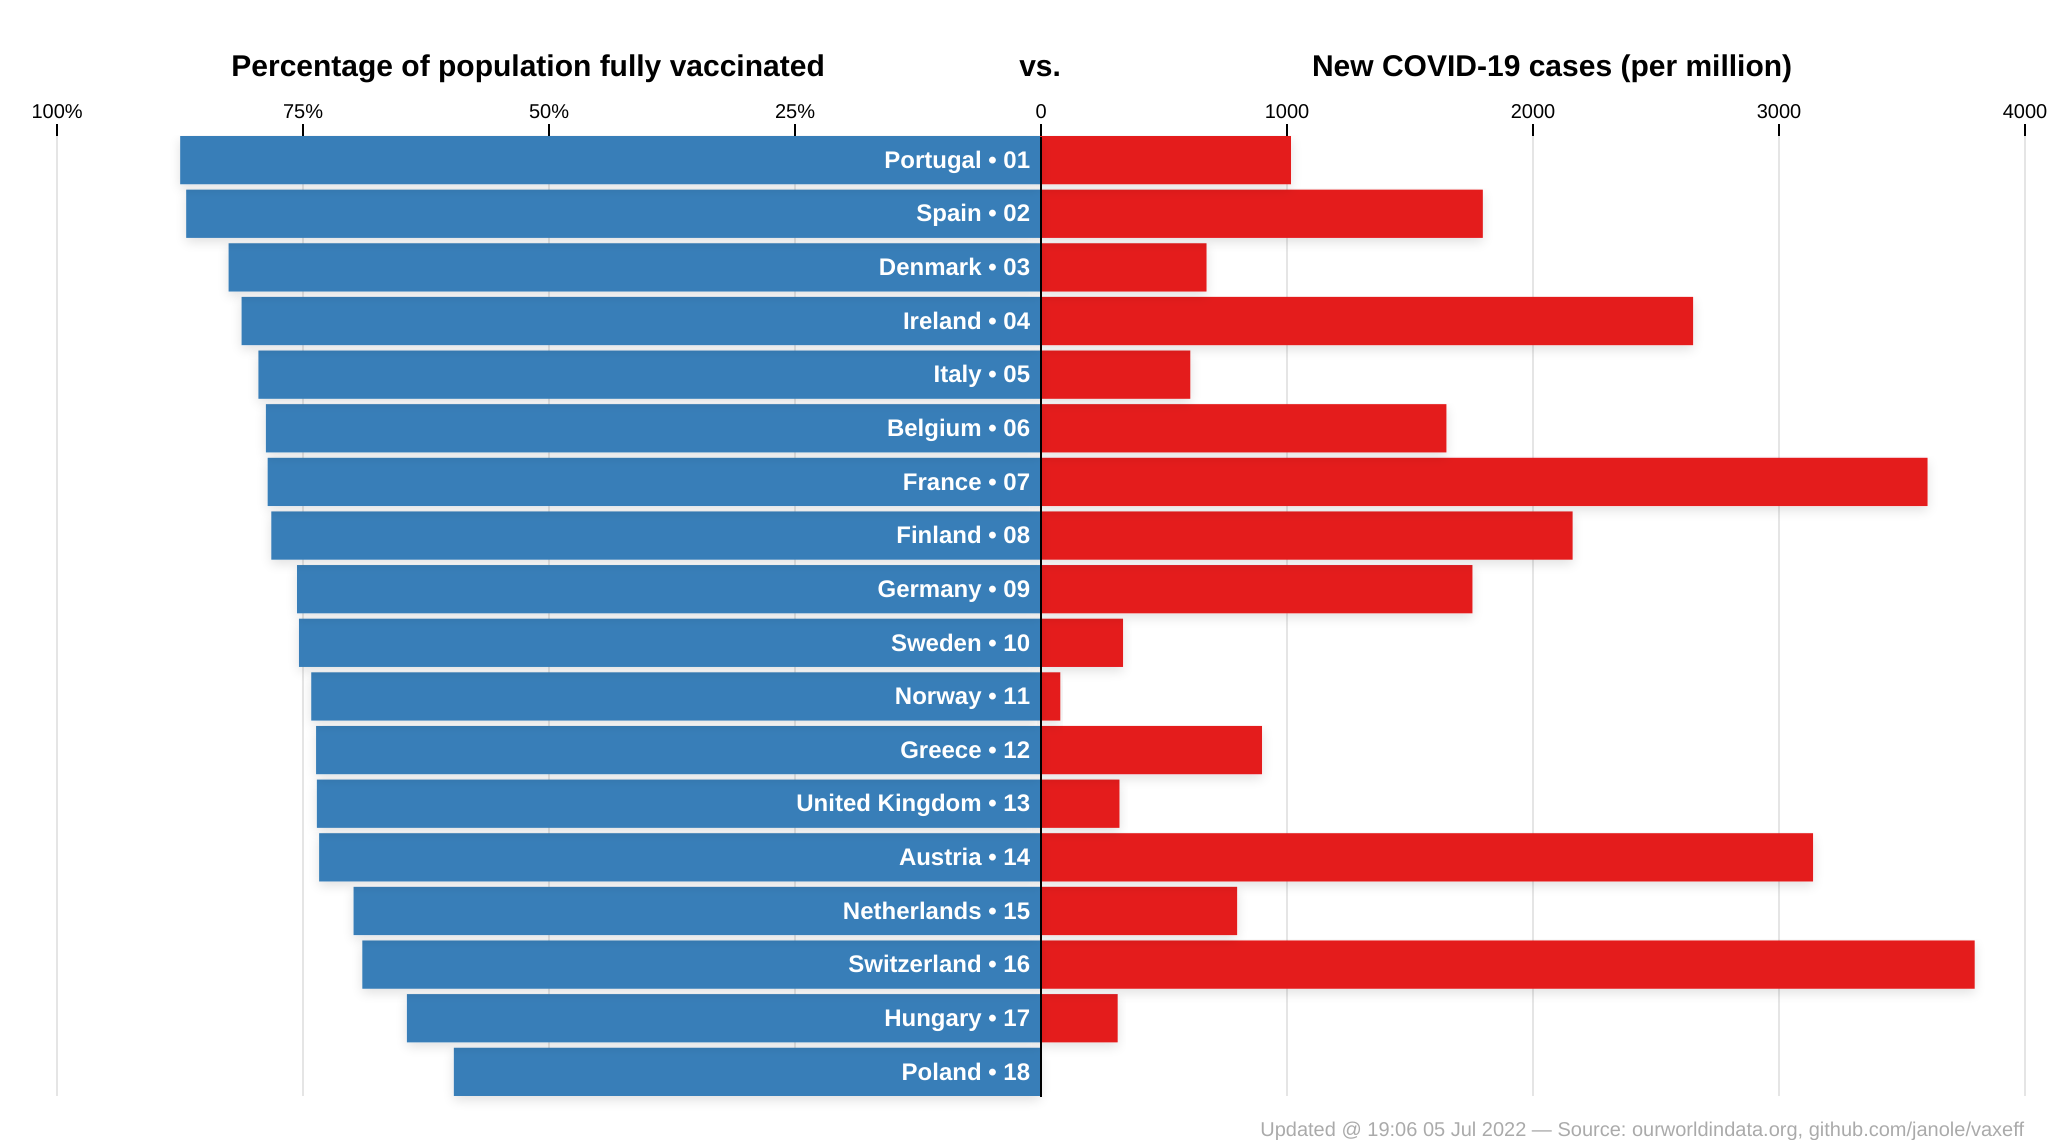 Percentage of population fully vaccinated vs. New COVID-19 cases (per million)
100% 75% 50% 25% 0 1000 2000 3000 4000
Portugal • 01
Spain • 02
Denmark • 03
Ireland • 04
Italy • 05
Belgium • 06
France • 07
Finland • 08
Germany • 09
Sweden • 10
Norway • 11
Greece • 12
United Kingdom • 13
Austria • 14
Netherlands • 15
Switzerland • 16
Hungary • 17
Poland • 18
Updated @ 19:06 05 Jul 2022 — Source: ourworldindata.org, github.com/janole/vaxeff